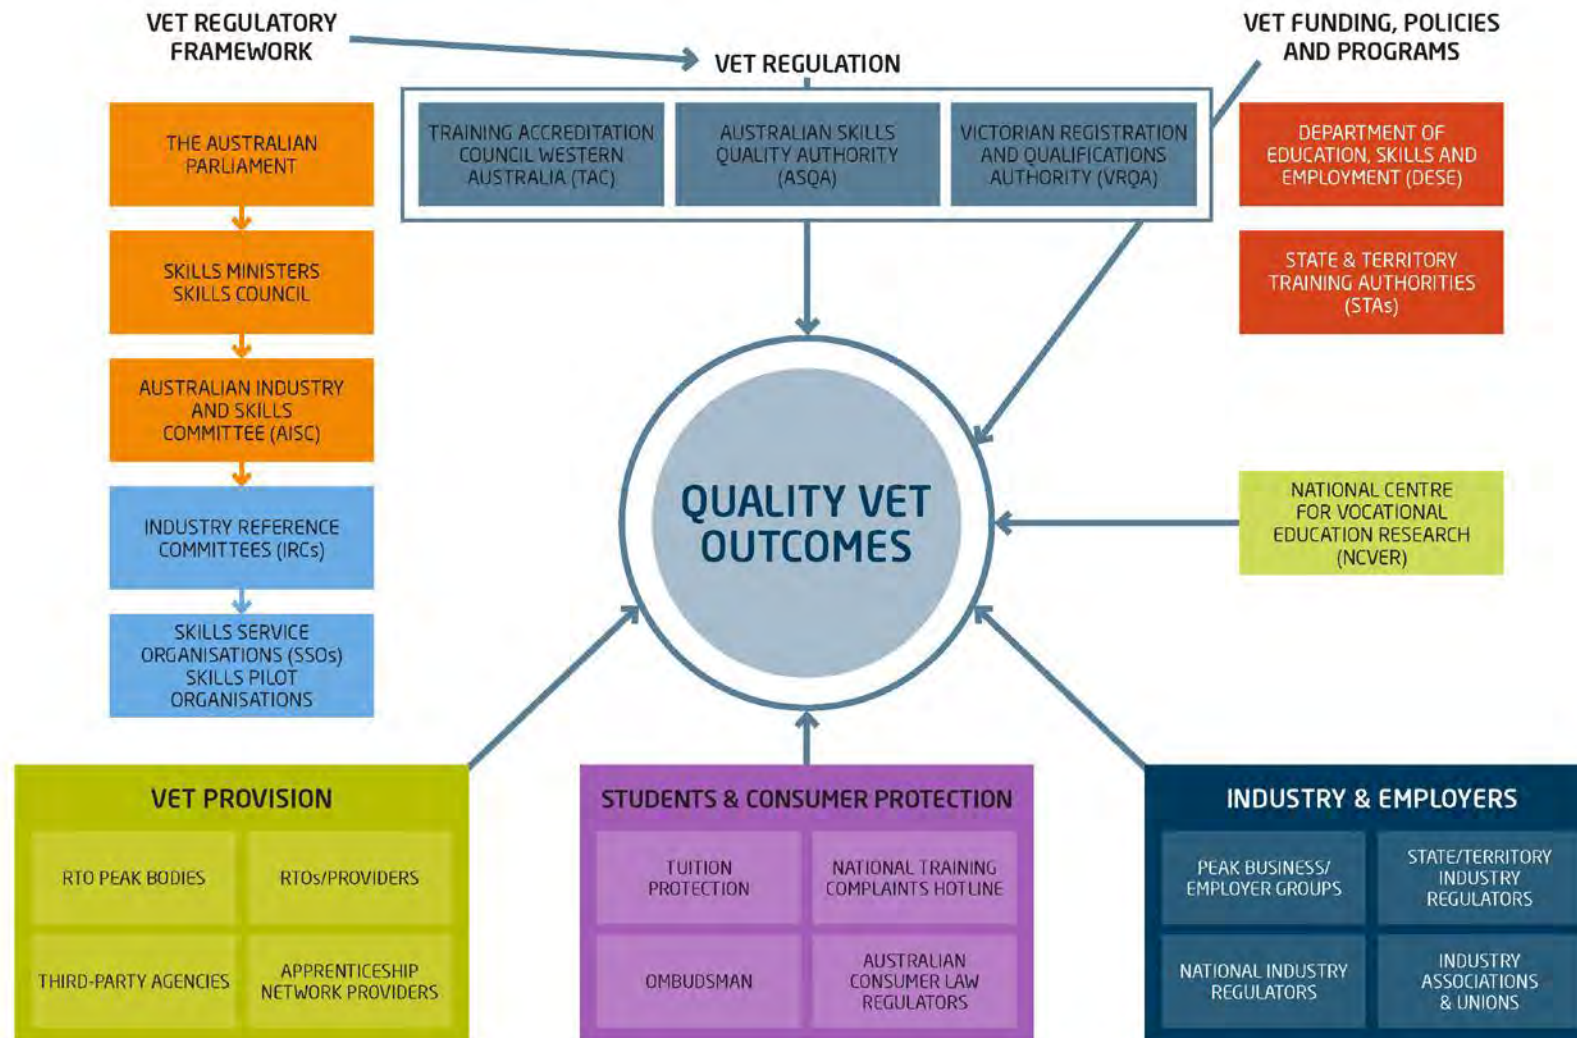 VET REGULATORY
FRAMEWORK
VET REGULATION
VET FUNDING, POLICIES
AND PROGRAMS
THE AUSTRALIAN
PARLIAMENT
SKILLS MINISTERS
SKILLS COUNCIL
AUSTRALIAN INDUSTRY
AND SKILLS
COMMITTEE (AISC)
INDUSTRY REFERENCE
COMMITTEES (IRCs)
SKILLS SERVICE
ORGANISATIONS (SSOs)
SKILLS PILOT
ORGANISATIONS
TRAINING ACCREDITATION
COUNCIL WESTERN
AUSTRALIA (TAC)
AUSTRALIAN SKILLS
QUALITY AUTHORITY
(ASQA)
VICTORIAN REGISTRATION
AND QUALIFICATIONS
AUTHORITY (VRQA)
DEPARTMENT OF
EDUCATION, SKILLS AND
EMPLOYMENT (DESE)
STATE & TERRITORY
TRAINING AUTHORITIES
(STAs)
QUALITY VET
OUTCOMES
NATIONAL CENTRE
FOR VOCATIONAL
EDUCATION RESEARCH
(NCVER)
VET PROVISION
RTO PEAK BODIES
RTOs/PROVIDERS
THIRD-PARTY AGENCIES
APPRENTICESHIP
NETWORK PROVIDERS
STUDENTS & CONSUMER PROTECTION
TUITION
PROTECTION
NATIONAL TRAINING
COMPLAINTS HOTLINE
OMBUDSMAN
AUSTRALIAN
CONSUMER LAW
REGULATORS
INDUSTRY & EMPLOYERS
PEAK BUSINESS/
EMPLOYER GROUPS
STATE/TERRITORY
INDUSTRY
REGULATORS
NATIONAL INDUSTRY
REGULATORS
INDUSTRY
ASSOCIATIONS
& UNIONS